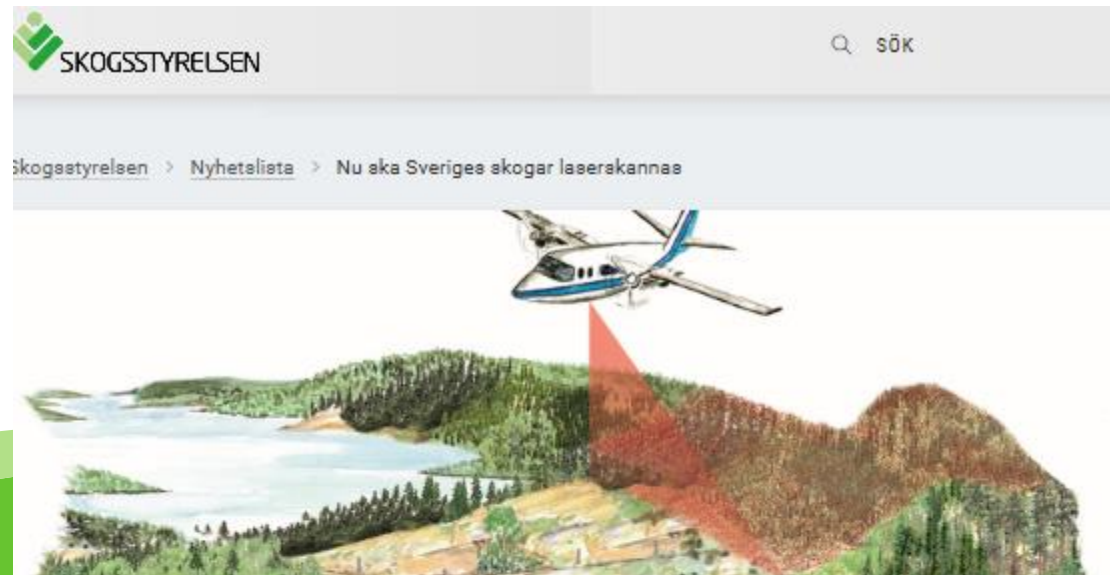 SKOGSSTYRELSEN
SÖK
Skogsstyrelsen > Nyhetslista > Nu ska Sveriges skogar laserskannas